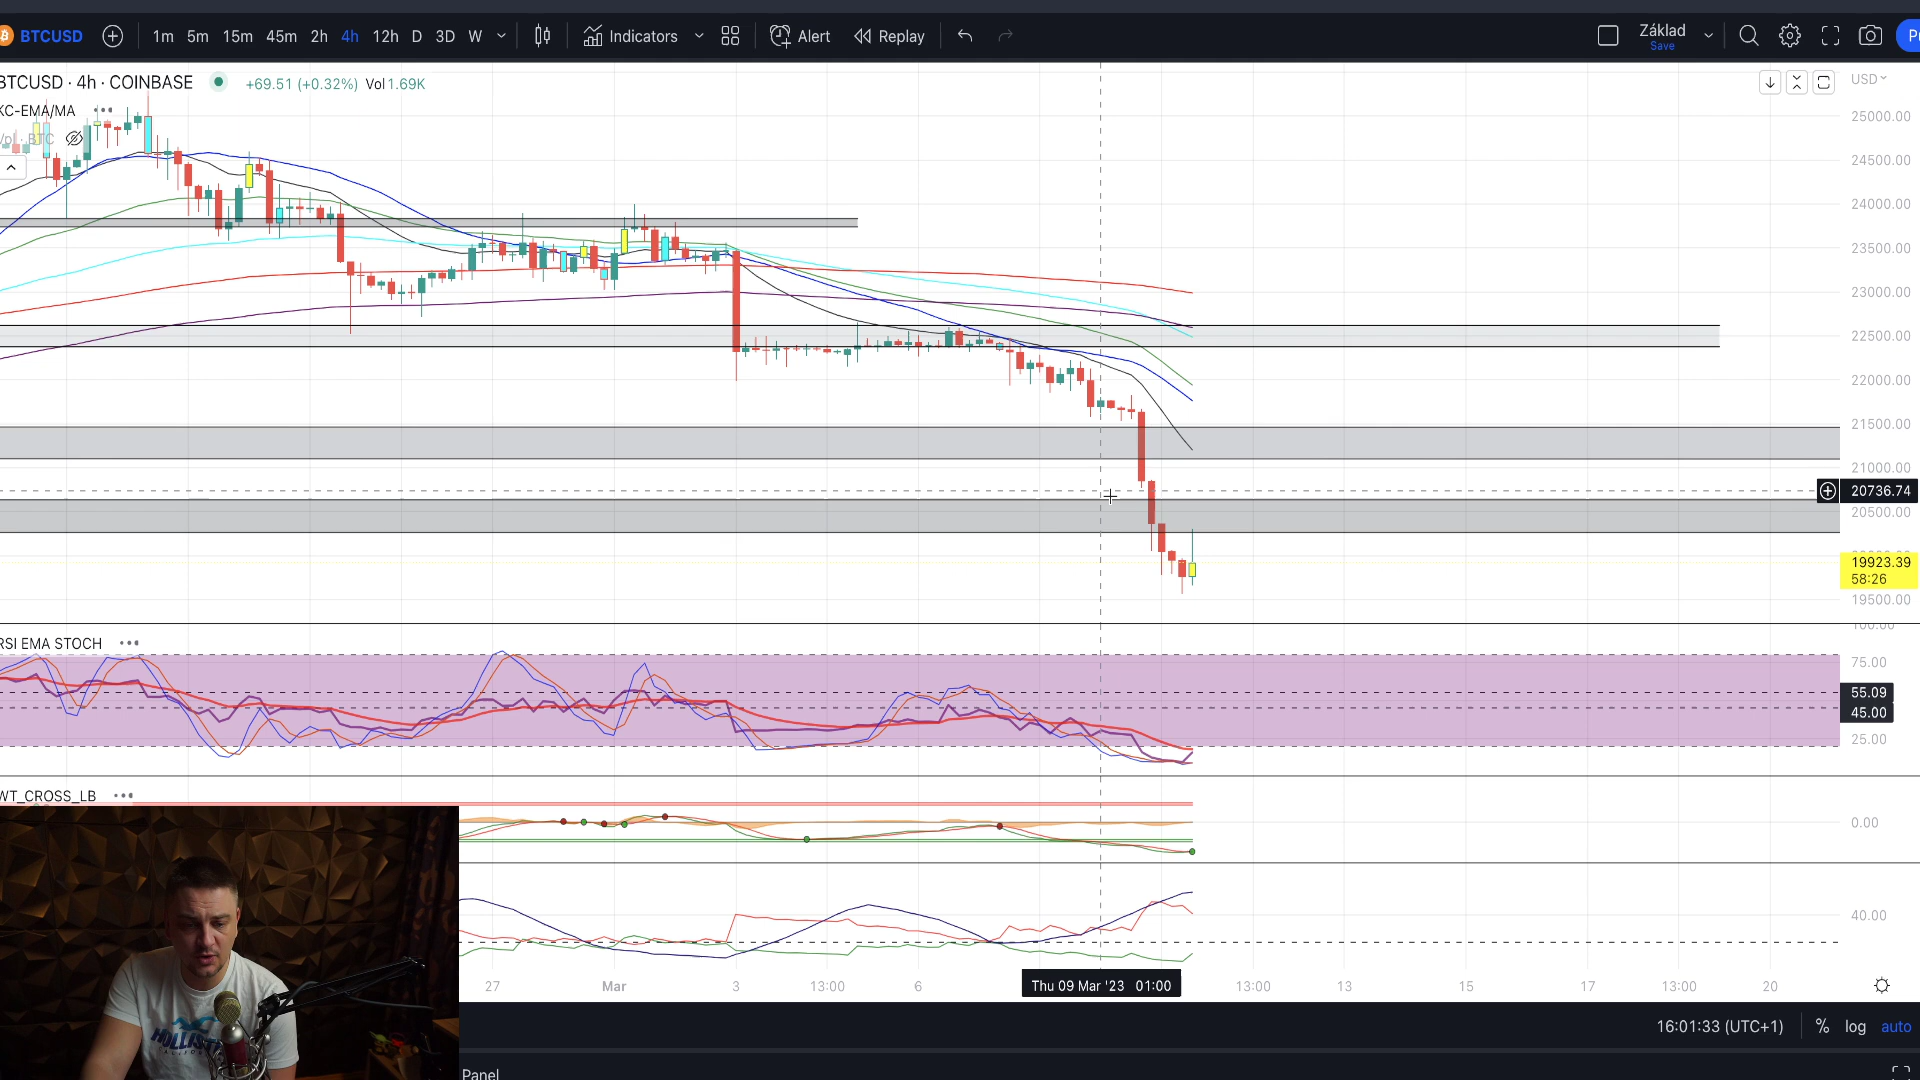 BTCUSD 1m 5m 15m 45m 2h 4h 12h D 3D W Indicators Alert Replay Základ
Save
BTCUSD · 4h · COINBASE +69.51 (+0.32%) Vol 1.69K USD
KC-EMA/MA
Vol · BTC
25000.00
24500.00
24000.00
23500.00
23000.00
22500.00
22000.00
21500.00
21000.00
20736.74
20500.00
19923.39
58:26
19500.00
100.00
RSI EMA STOCH
75.00
55.09
45.00
25.00
WT_CROSS_LB
0.00
40.00
27 Mar 3 13:00 6 Thu 09 Mar '23 01:00 13:00 13 15 17 13:00 20
16:01:33 (UTC+1) % log auto
Panel